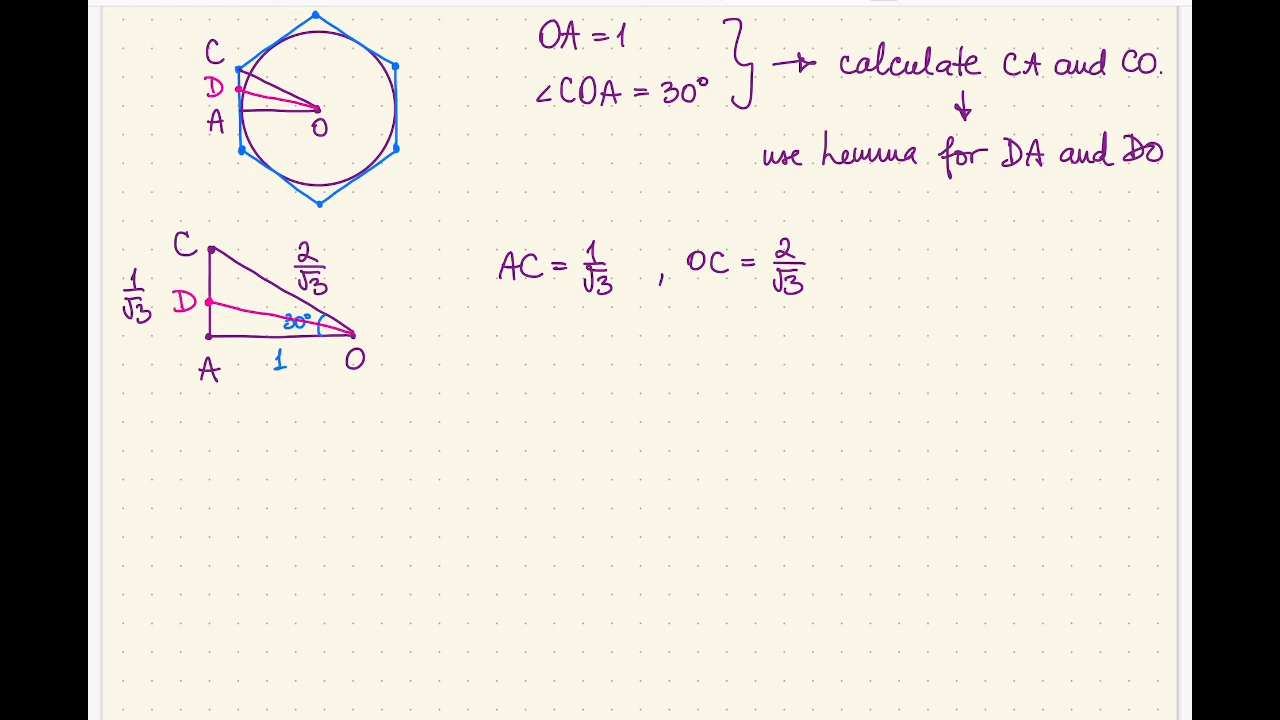 C
D
A
O
OA = 1
∠COA = 30°
→ calculate CA and CO.
↓
use Lemma for DA and DO
C
2/√3
1/√3
D
30°
A
1
O
AC = 1/√3 , OC = 2/√3